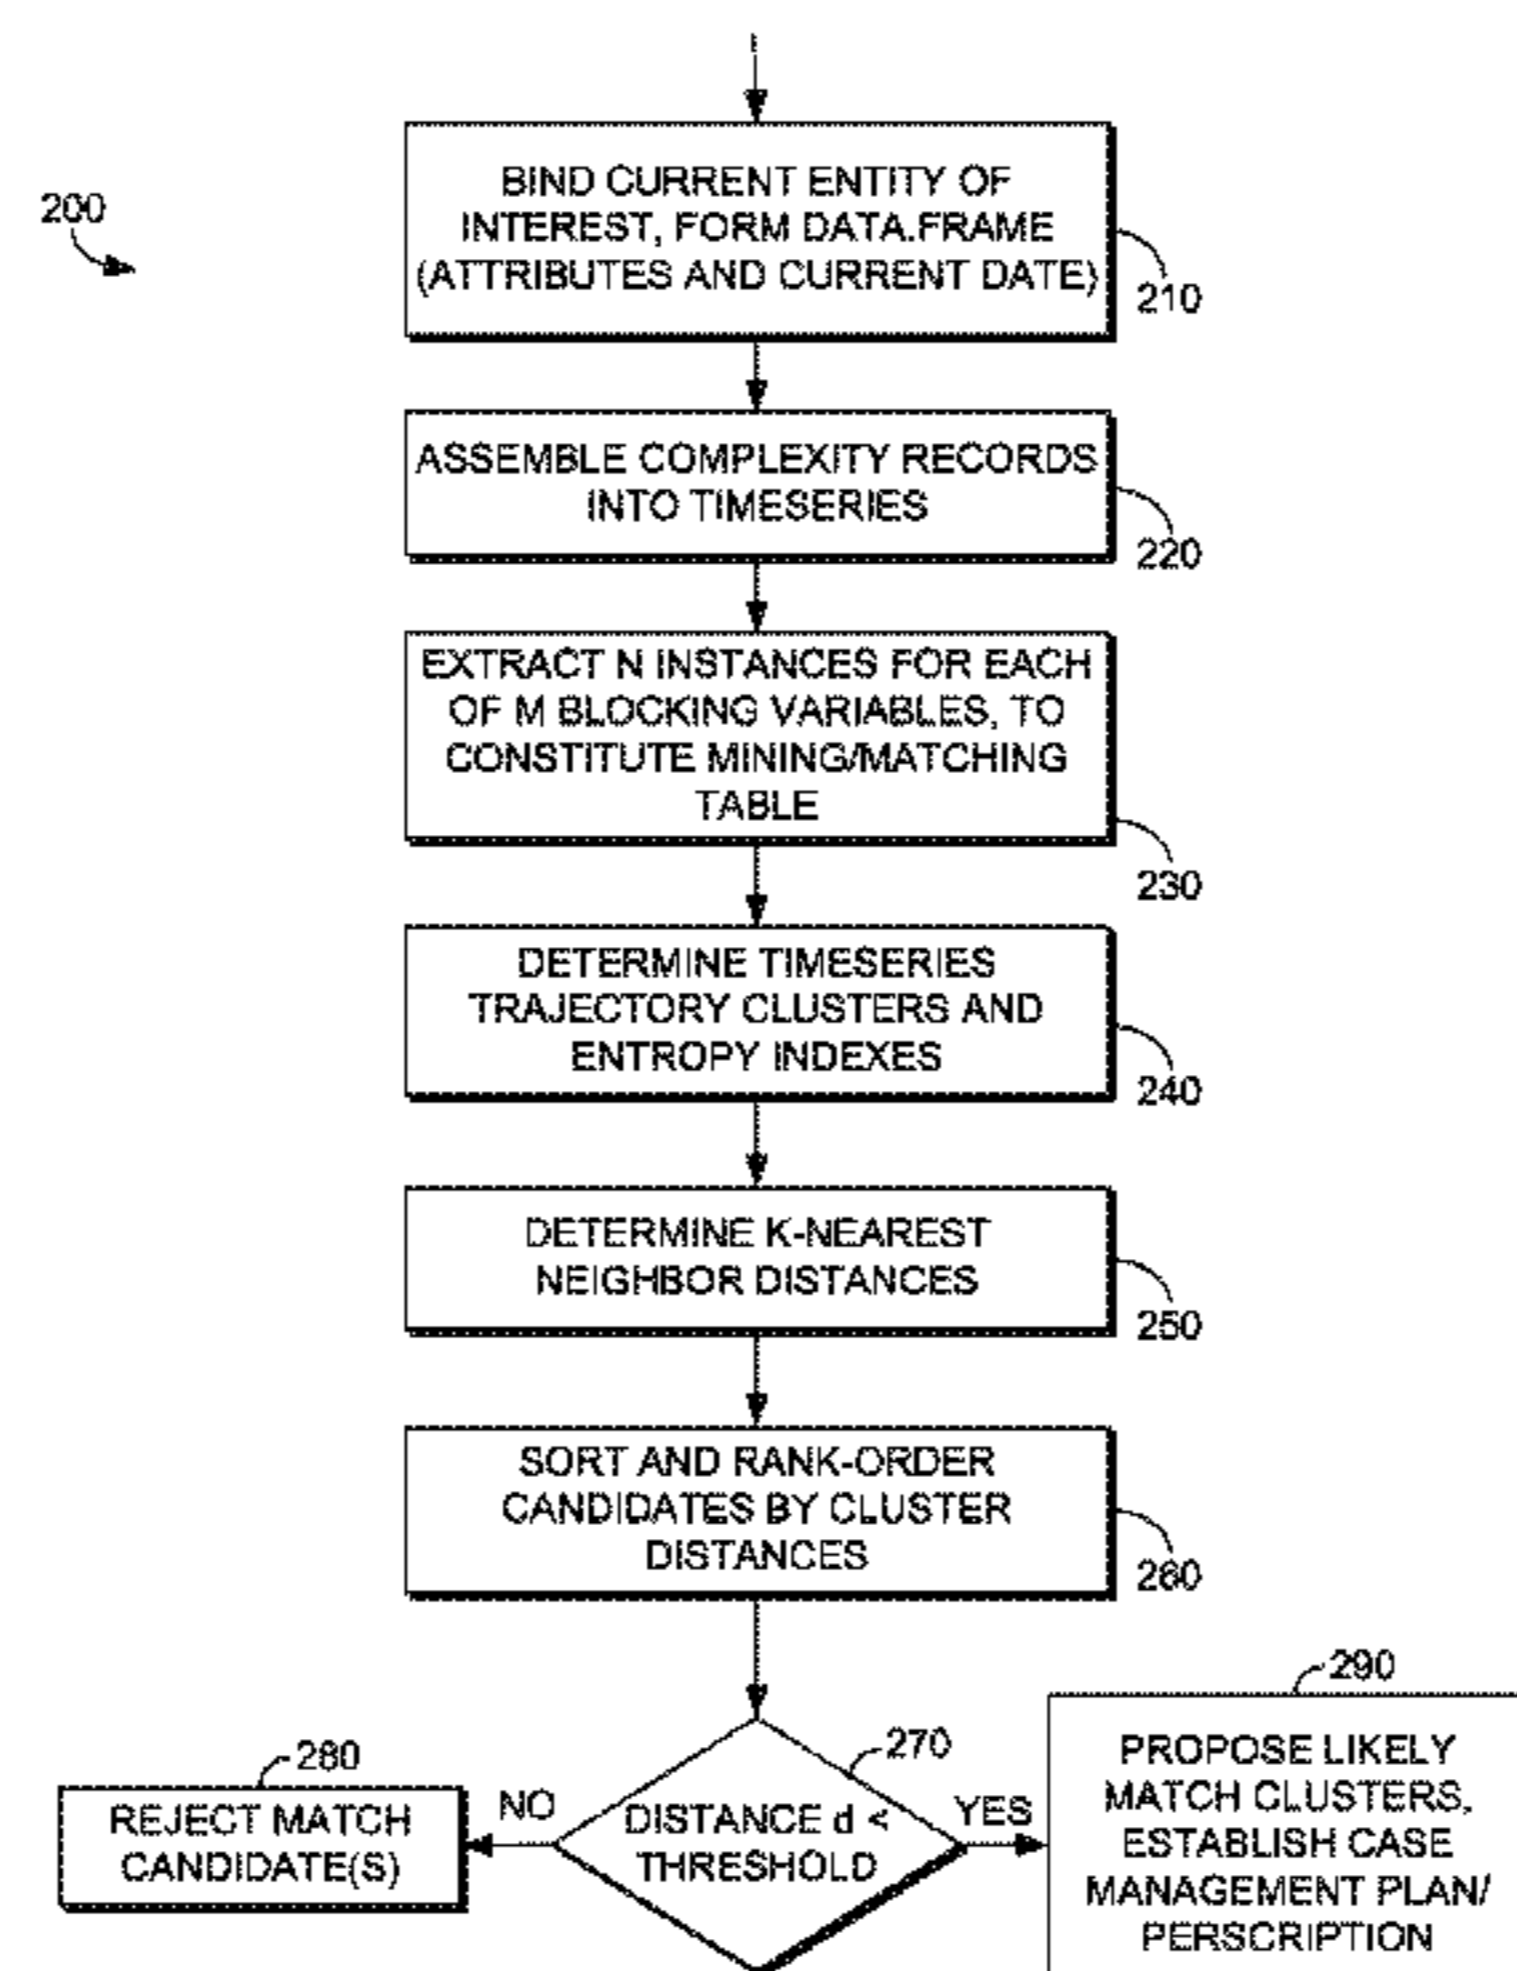 200
BIND CURRENT ENTITY OF
INTEREST, FORM DATA.FRAME
(ATTRIBUTES AND CURRENT DATE)
210
ASSEMBLE COMPLEXITY RECORDS
INTO TIMESERIES
220
EXTRACT N INSTANCES FOR EACH
OF M BLOCKING VARIABLES, TO
CONSTITUTE MINING/MATCHING
TABLE
230
DETERMINE TIMESERIES
TRAJECTORY CLUSTERS AND
ENTROPY INDEXES
240
DETERMINE K-NEAREST
NEIGHBOR DISTANCES
250
SORT AND RANK-ORDER
CANDIDATES BY CLUSTER
DISTANCES
260
270
DISTANCE d <
THRESHOLD
NO
280
REJECT MATCH
CANDIDATE(S)
YES
290
PROPOSE LIKELY
MATCH CLUSTERS,
ESTABLISH CASE
MANAGEMENT PLAN/
PERSCRIPTION